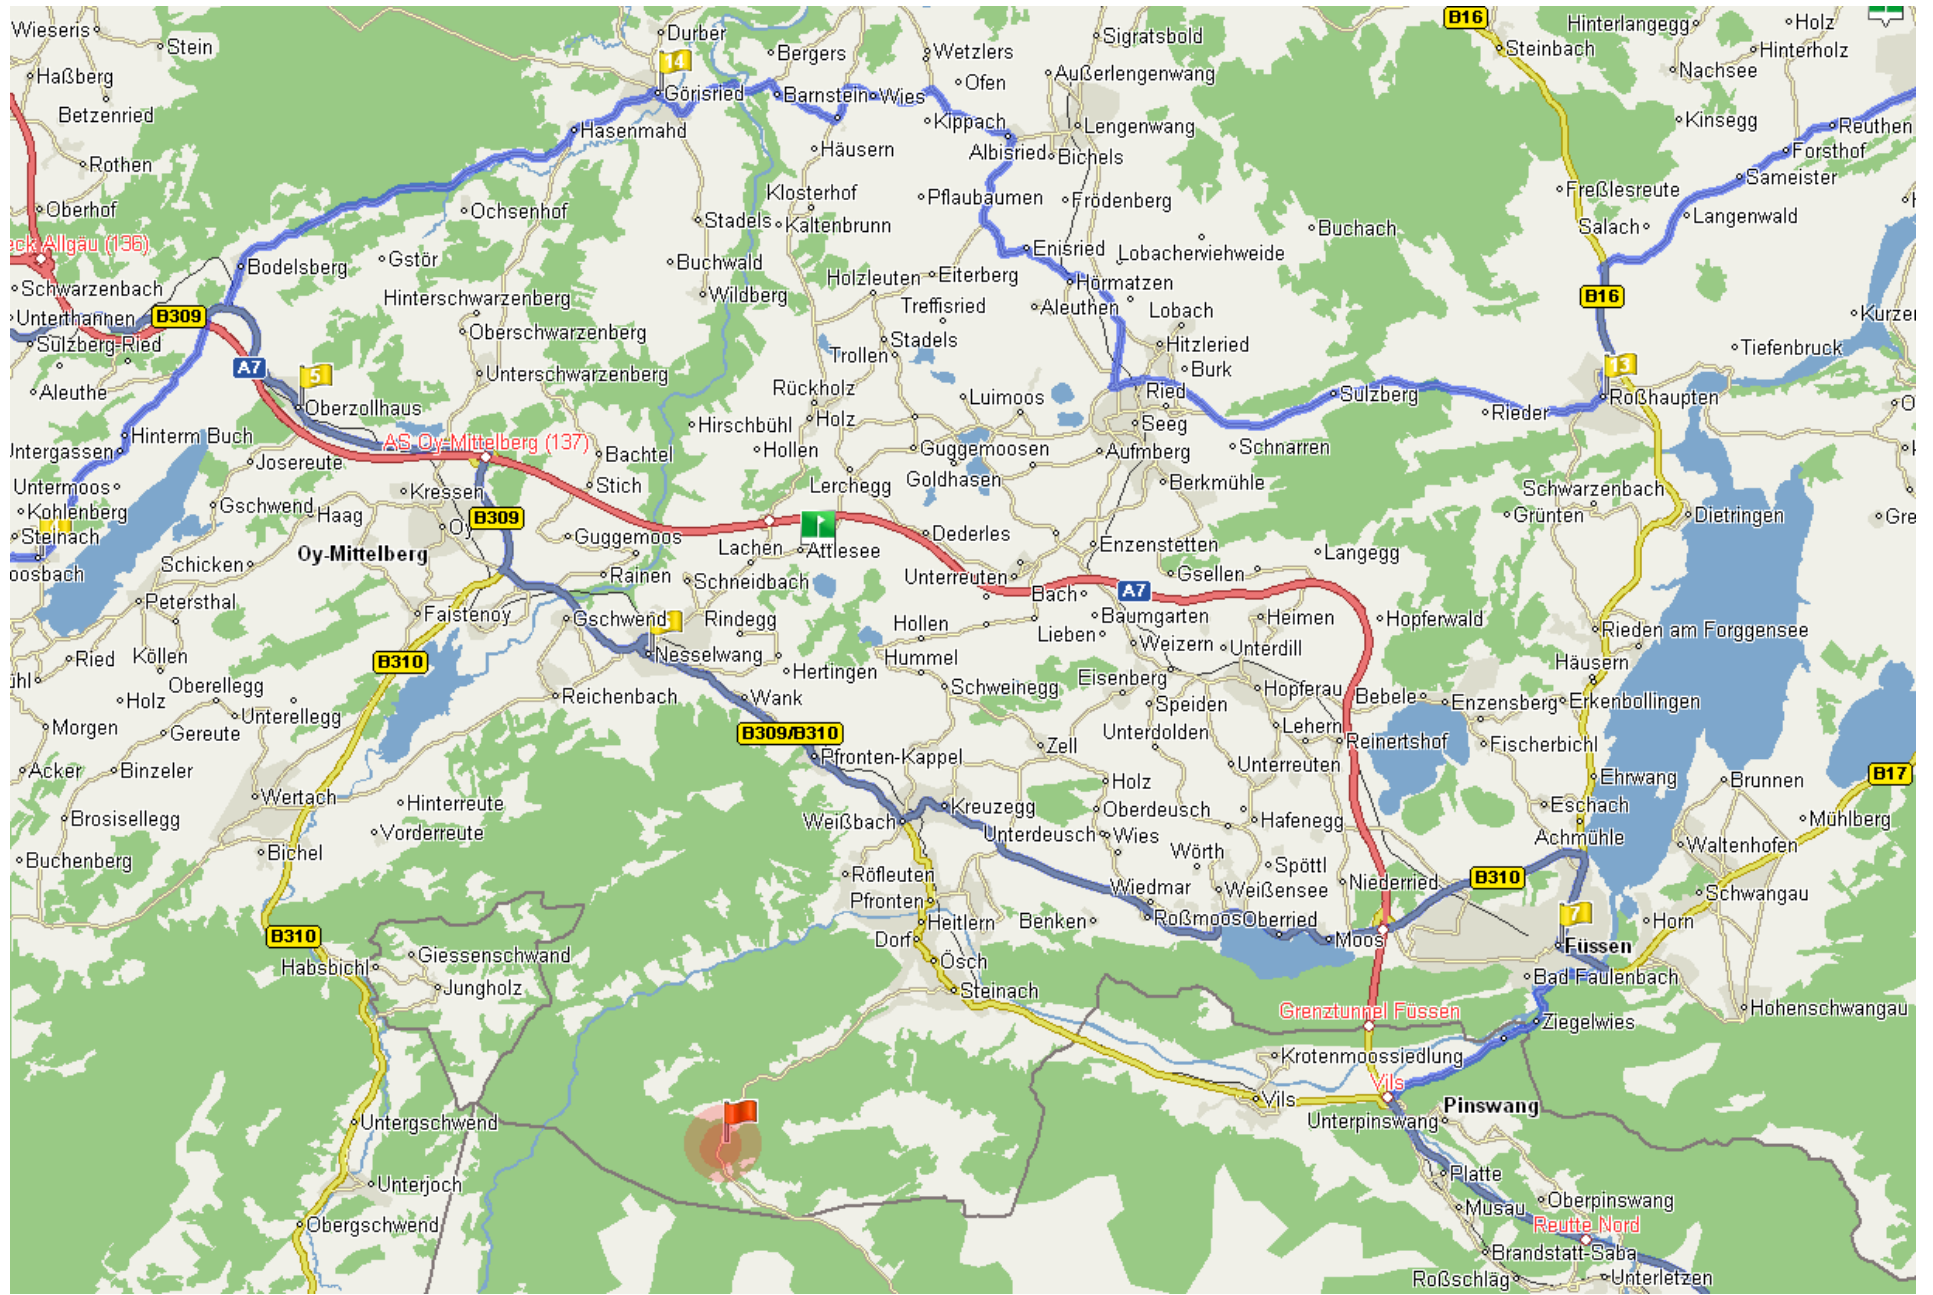 Wieseris
Stein
Durber
14
Bergers
Wetzlers
Sigratsbold
B16
Steinbach
Hinterlangegg
Holz
Hinterholz
Haßberg
Betzenried
Görisried
Barnstein
Wies
Ofen
Außerlengenwang
Nachsee
Hasenmahd
Kippach
Lengenwang
Kinsegg
Reuthen
Rothen
Häusern
Albisried
Bichels
Forsthof
Oberhof
Ochsenhof
Klosterhof
Pflaubaumen
Frödenberg
Freßlesreute
Sameister
Stadels
Kaltenbrunn
Buchach
Salach
Langenwald
eck Allgäu (136)
Bodelsberg
Gstör
Buchwald
Enisried
Lobacherviehweide
Schwarzenbach
Hinterschwarzenberg
Wildberg
Holzleuten
Eiterberg
Hörmatzen
B16
Unterthannen
B309
Treffisried
Aleuthen
Lobach
Kurzer
Sulzberg-Ried
Oberschwarzenberg
Stadels
Trollen
Hitzleried
Tiefenbruck
A7
5
Unterschwarzenberg
Burk
13
Aleuthe
Oberzollhaus
Rückholz
Luimoos
Ried
Sulzberg
Roßhaupten
Rieder
Hinterm Buch
AS Oy-Mittelberg (137)
Hirschbühl
Holz
Seeg
Untergassen
Josereute
Bachtel
Hollen
Guggemoosen
Aufmberg
Schnarren
Untermoos
Kressen
Stich
Lerchegg
Goldhasen
Berkmühle
Schwarzenbach
Kohlenberg
Gschwend
Haag
B309
Grünten
Dietringen
Gre
Steinach
Oy
Guggemoos
Lachen
Attlesee
Dederles
Enzenstetten
Langegg
Oy-Mittelberg
oosbach
Schicken
Rainen
Schneidbach
Unterreuten
Bach
A7
Gsellen
Petersthal
Faistenoy
Gschwend
Rindegg
Hollen
Lieben
Baumgarten
Heimen
Hopferwald
Rieden am Forggensee
Ried
Köllen
B310
Nesselwang
Hertingen
Hummel
Weizern
Unterdill
Häusern
Oberellegg
Holz
Reichenbach
Wank
Schweinegg
Eisenberg
Hopferau
Bebele
Enzensberg
Erkenbollingen
Unterellegg
Speiden
Morgen
Gereute
B309/B310
Zell
Unterdolden
Lehern
Reinertshof
Fischerbichl
Acker
Binzeler
Pfronten-Kappel
Holz
Unterreuten
Ehrwang
Brunnen
B17
Wertach
Hinterreute
Kreuzegg
Oberdeusch
Eschach
Brosisellegg
Vorderreute
Weißbach
Unterdeusch
Wies
Hafenegg
Achmühle
Mühlberg
Buchenberg
Bichel
Wörth
Spöttl
Waltenhofen
Röfleuten
Wiedmar
Weißensee
Niederried
B310
Schwangau
Pfronten
Heitlern
Benken
Roßmoos
Oberried
7
Horn
B310
Dorf
Moos
Füssen
Habsbichl
Giessenschwand
Ösch
Bad Faulenbach
Jungholz
Steinach
Grenztunnel Füssen
Ziegelwies
Hohenschwangau
Krotenmoossiedlung
Vils
Vils
Pinswang
Untergschwend
Unterpinswang
Unterjoch
Platte
Oberpinswang
Musau
Obergschwend
Reutte Nord
Brandstatt-Saba
Roßschläg
Unterletzen